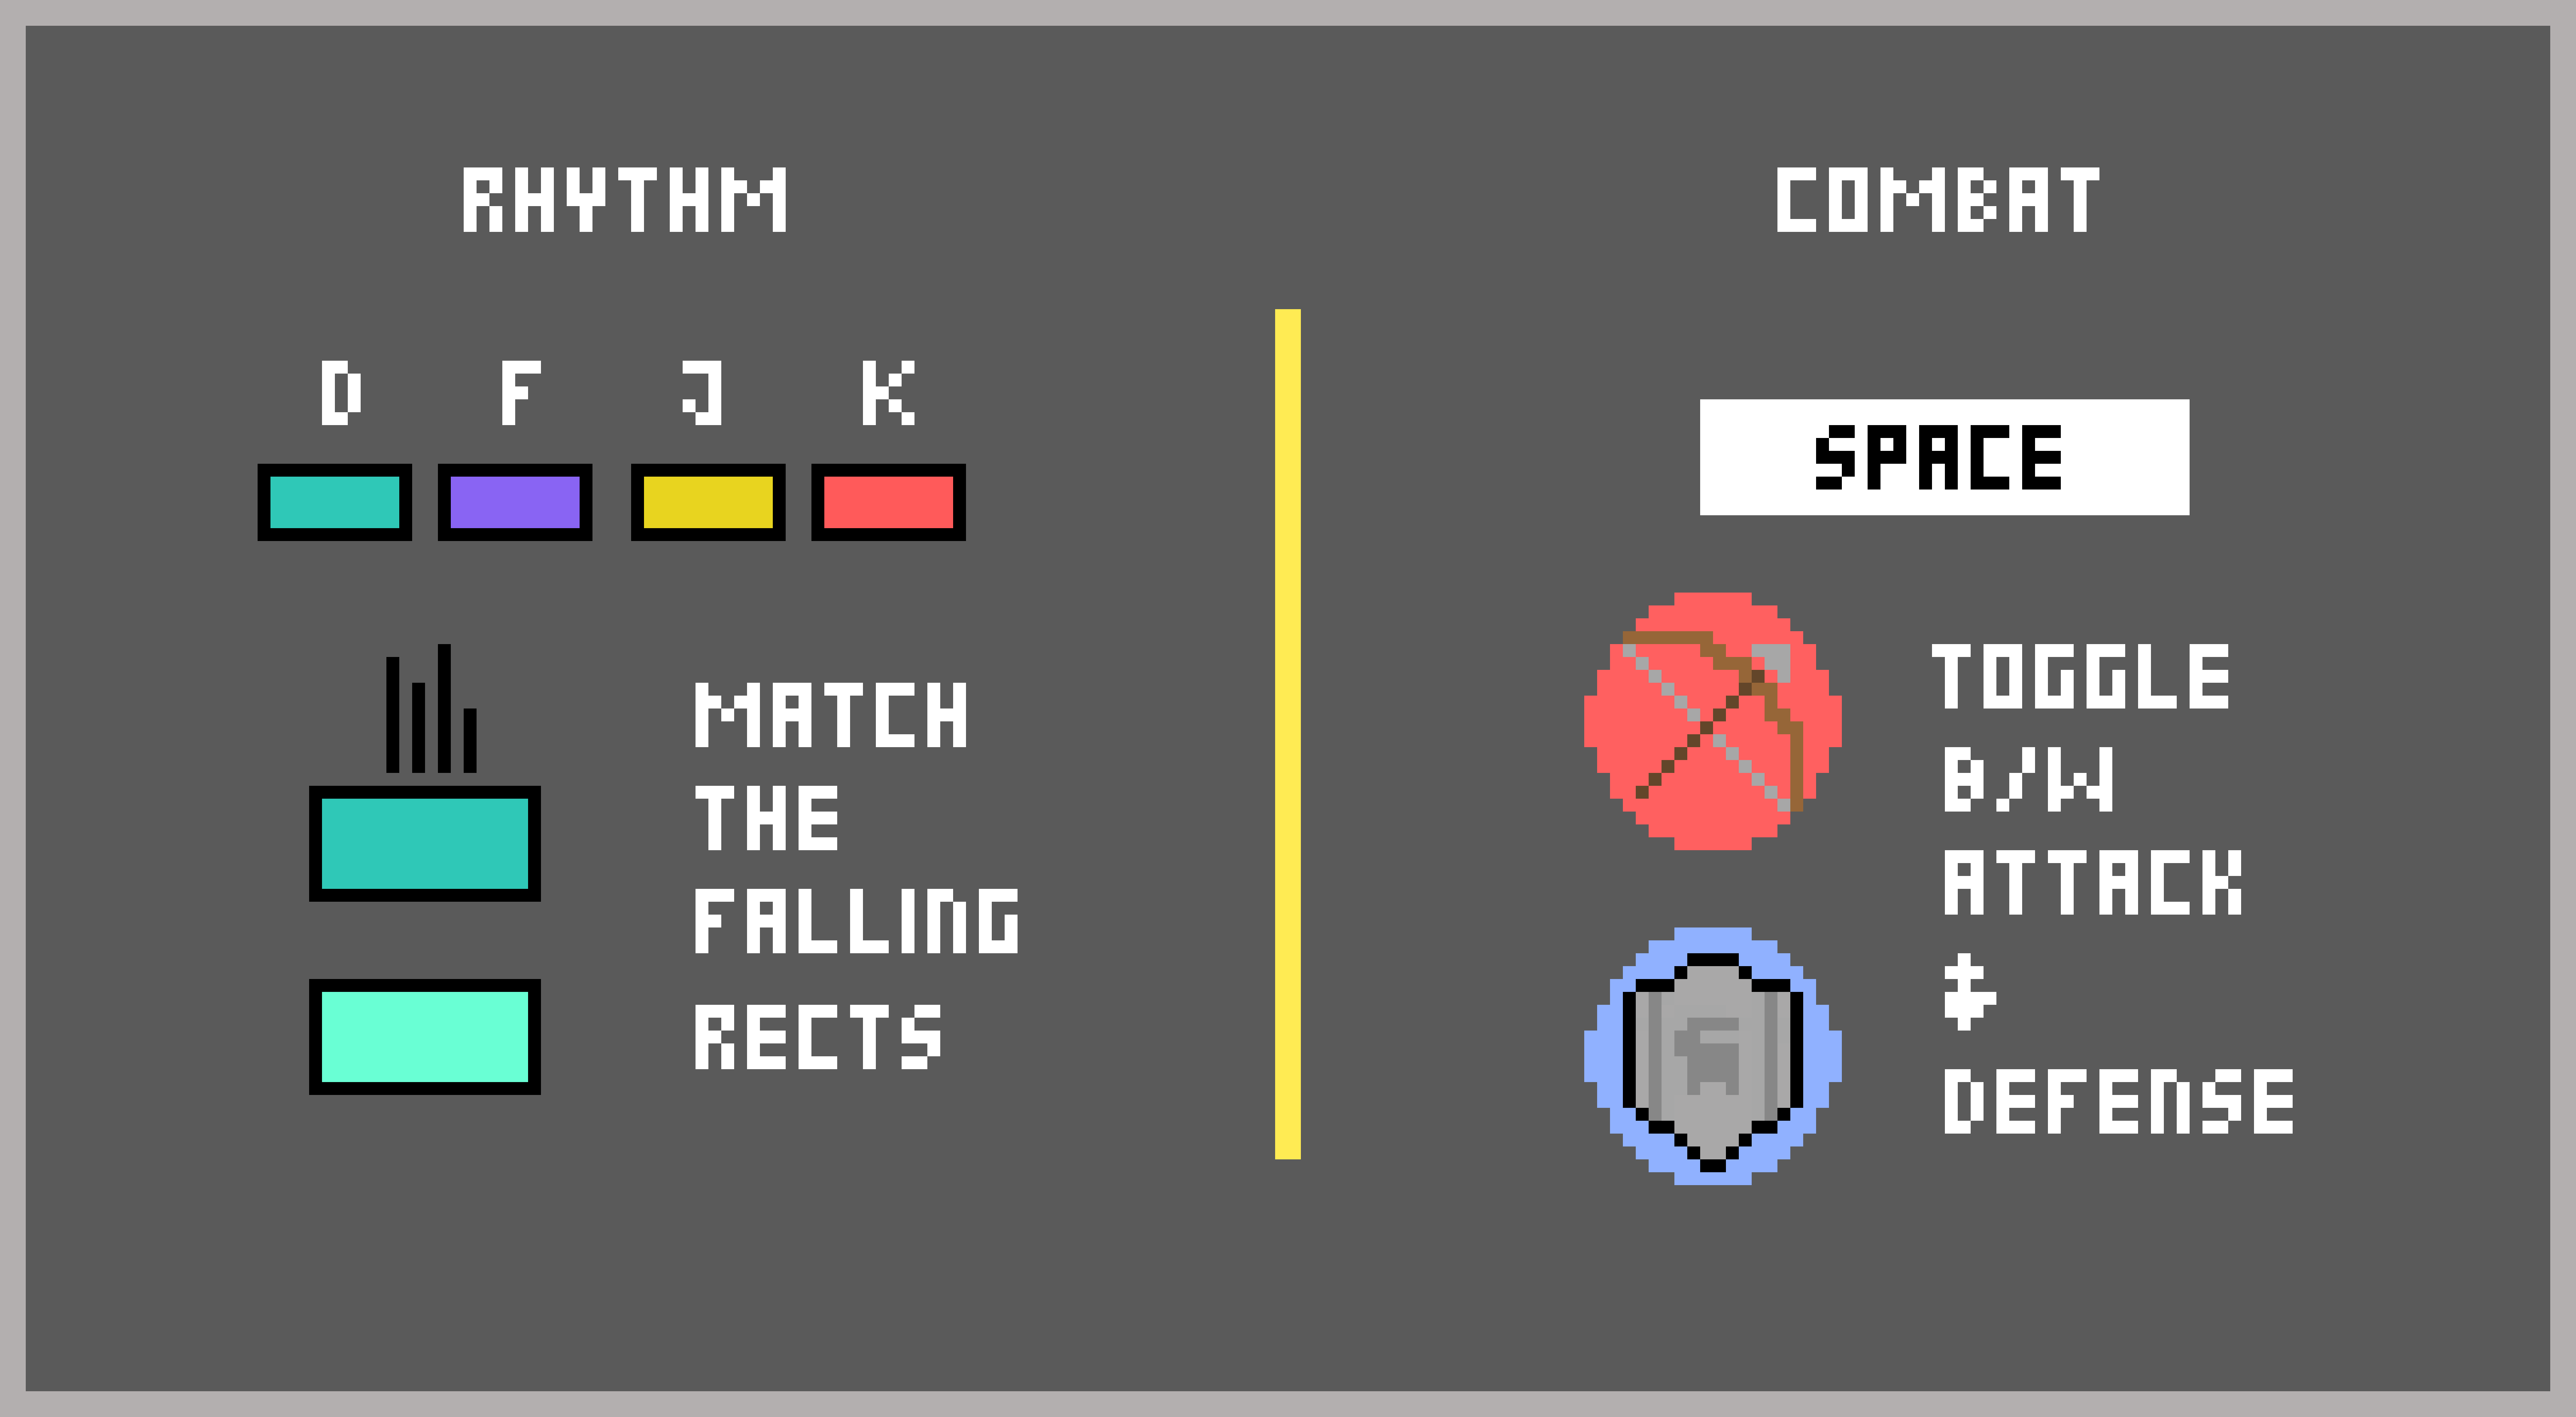 RHYTHM
D F J K
MATCH
THE
FALLING
RECTS
COMBAT
SPACE
TOGGLE
B/W
ATTACK
&
DEFENSE